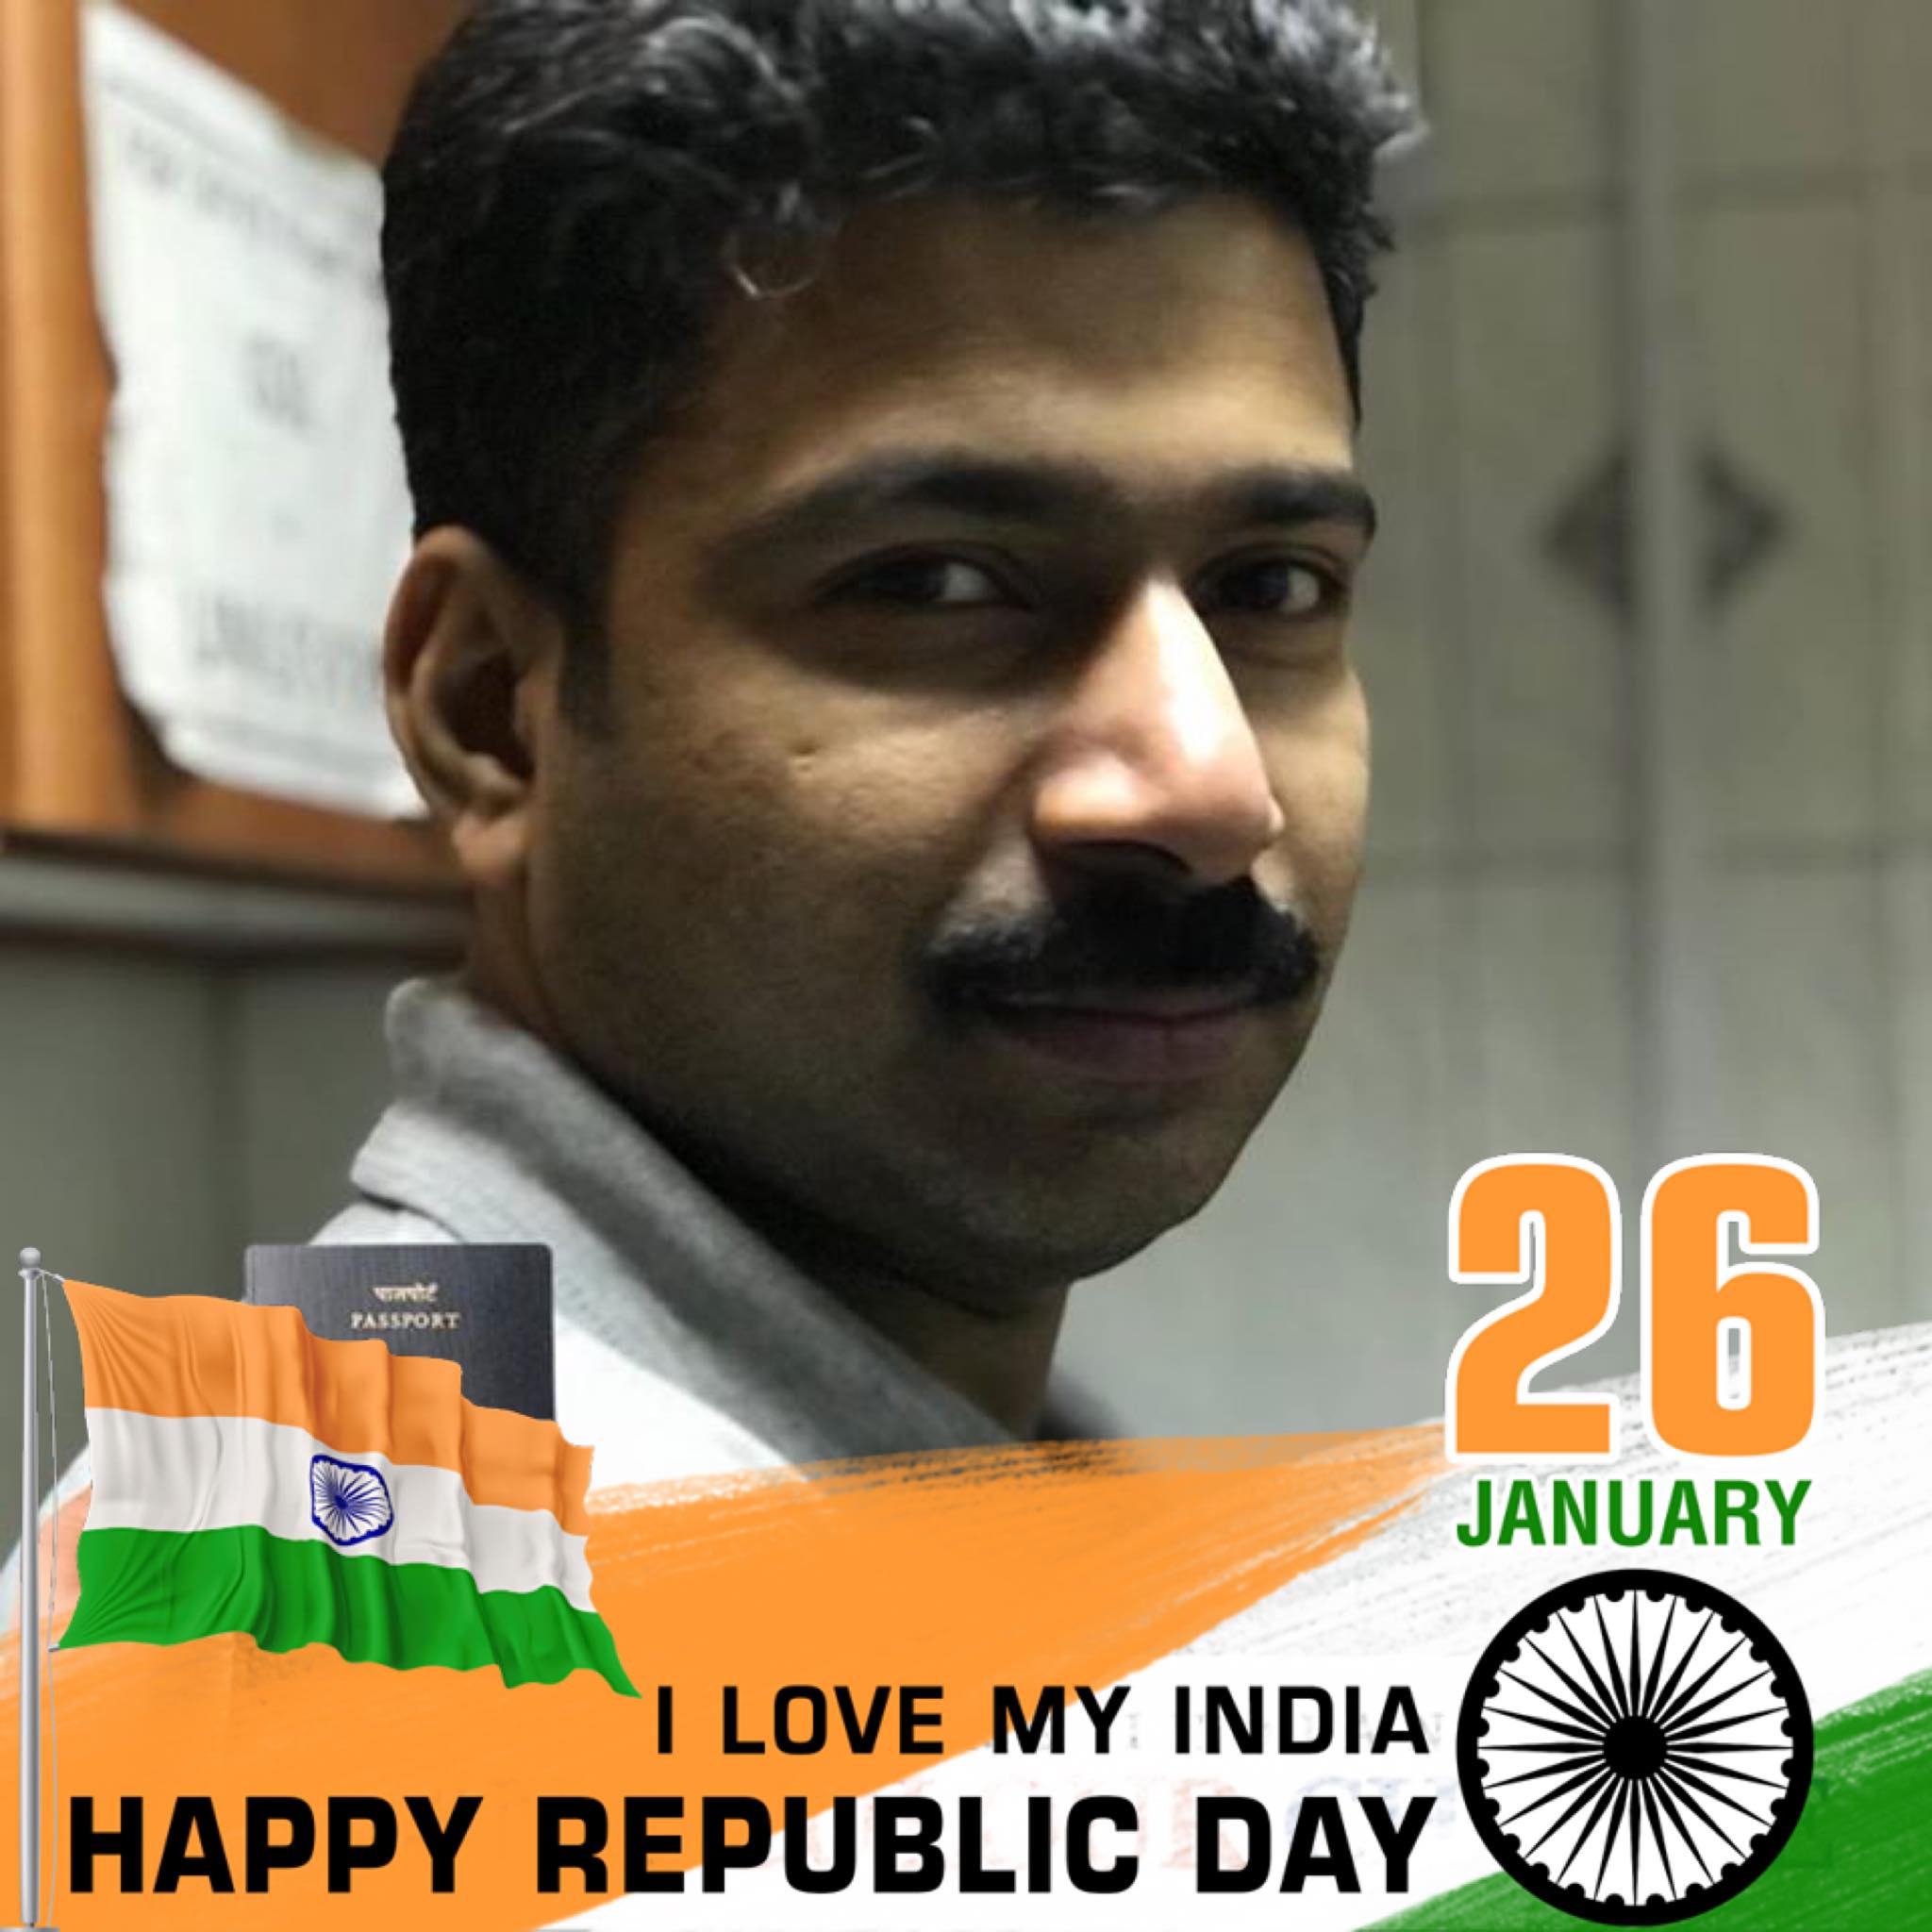 पासपोर्ट
PASSPORT
26
JANUARY
I LOVE MY INDIA
HAPPY REPUBLIC DAY